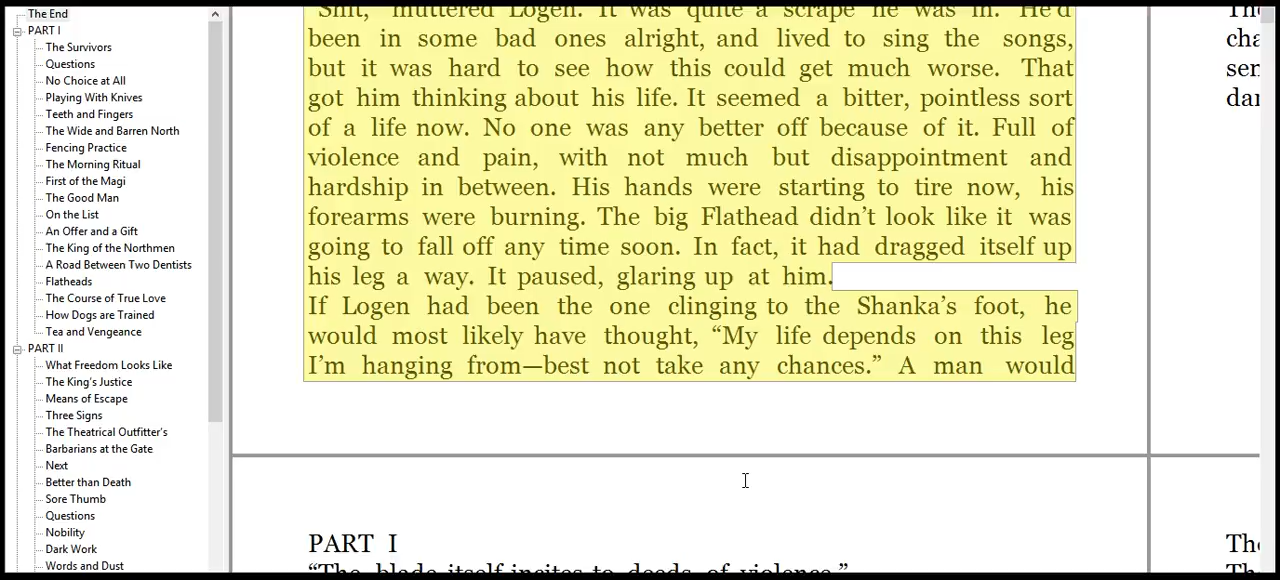 The End
PART I
The Survivors
Questions
No Choice at All
Playing With Knives
Teeth and Fingers
The Wide and Barren North
Fencing Practice
The Morning Ritual
First of the Magi
The Good Man
On the List
An Offer and a Gift
The King of the Northmen
A Road Between Two Dentists
Flatheads
The Course of True Love
How Dogs are Trained
Tea and Vengeance
PART II
What Freedom Looks Like
The King's Justice
Means of Escape
Three Signs
The Theatrical Outfitter's
Barbarians at the Gate
Next
Better than Death
Sore Thumb
Questions
Nobility
Dark Work
Words and Dust
“Shit,” muttered Logen. It was quite a scrape he was in. He’d
been in some bad ones alright, and lived to sing the songs,
but it was hard to see how this could get much worse. That
got him thinking about his life. It seemed a bitter, pointless sort
of a life now. No one was any better off because of it. Full of
violence and pain, with not much but disappointment and
hardship in between. His hands were starting to tire now, his
forearms were burning. The big Flathead didn’t look like it was
going to fall off any time soon. In fact, it had dragged itself up
his leg a way. It paused, glaring up at him.
If Logen had been the one clinging to the Shanka’s foot, he
would most likely have thought, “My life depends on this leg
I’m hanging from—best not take any chances.” A man would
PART I
“The blade itself incites to deeds of violence.”